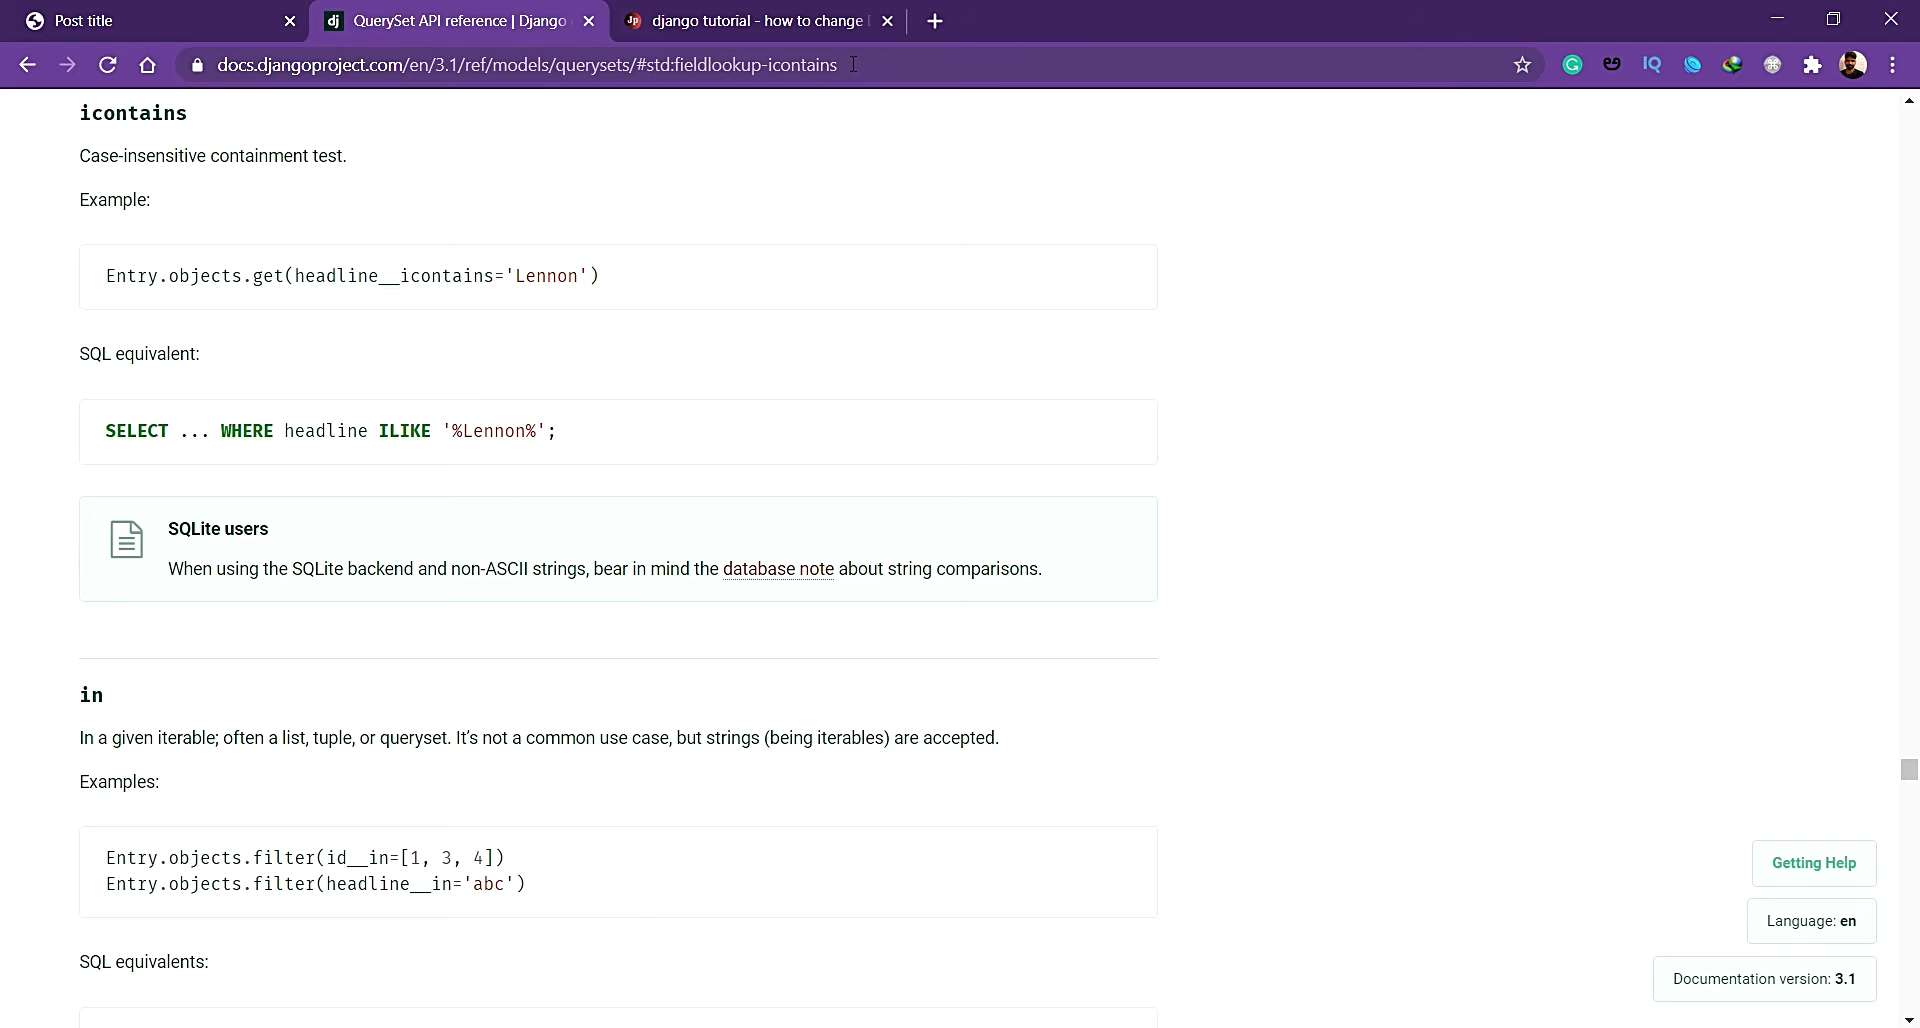 Post title
dj QuerySet API reference | Django
Jp django tutorial - how to change
docs.djangoproject.com/en/3.1/ref/models/querysets/#std:fieldlookup-icontains
IQ
icontains
Case-insensitive containment test.
Example:
Entry.objects.get(headline__icontains='Lennon')
SQL equivalent:
SELECT ... WHERE headline ILIKE '%Lennon%';
SQLite users
When using the SQLite backend and non-ASCII strings, bear in mind the database note about string comparisons.
in
In a given iterable; often a list, tuple, or queryset. It’s not a common use case, but strings (being iterables) are accepted.
Examples:
Entry.objects.filter(id__in=[1, 3, 4])
Entry.objects.filter(headline__in='abc')
SQL equivalents:
Getting Help
Language: en
Documentation version: 3.1